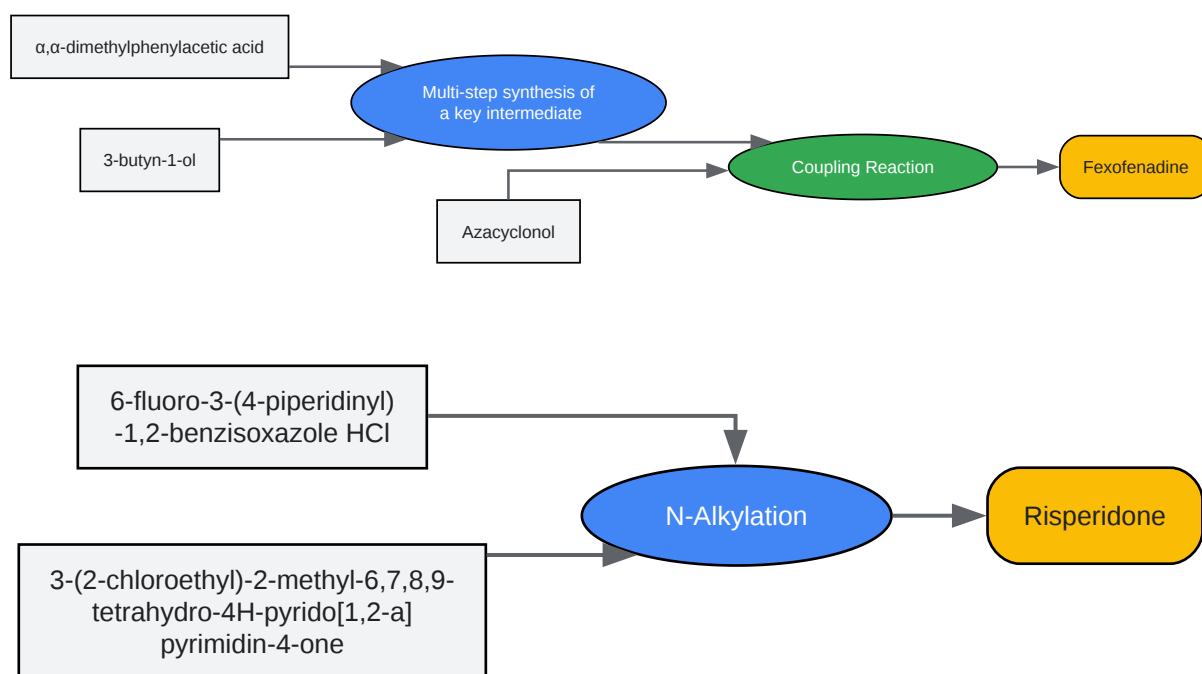 α,α-dimethylphenylacetic acid
Multi-step synthesis of
a key intermediate
3-butyn-1-ol
Coupling Reaction
Fexofenadine
Azacyclonol
6-fluoro-3-(4-piperidinyl)
-1,2-benzisoxazole HCl
N-Alkylation
Risperidone
3-(2-chloroethyl)-2-methyl-6,7,8,9-
tetrahydro-4H-pyrido[1,2-a]
pyrimidin-4-one